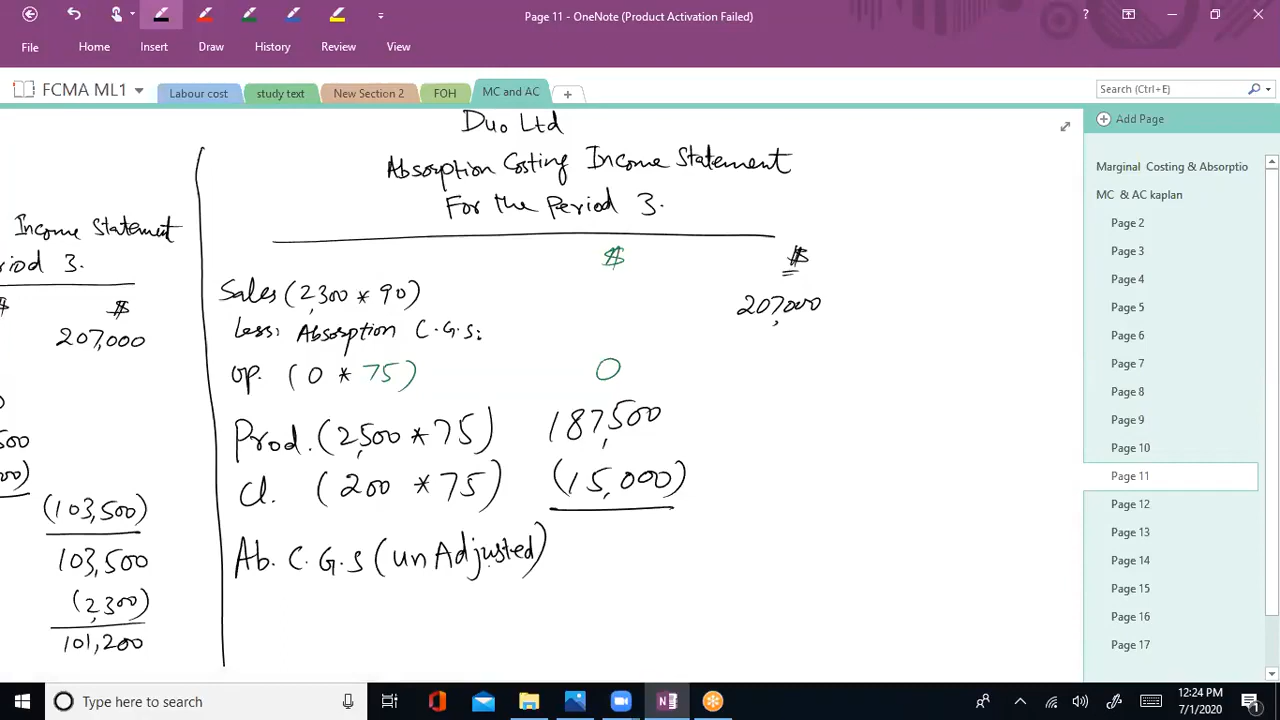 Page 11 - OneNote (Product Activation Failed)
File Home Insert Draw History Review View
FCMA ML1 Labour cost study text New Section 2 FOH MC and AC
Search (Ctrl+E)
Add Page
Marginal Costing & Absorptio
MC & AC kaplan
Page 2
Page 3
Page 4
Page 5
Page 6
Page 7
Page 8
Page 9
Page 10
Page 11
Page 12
Page 13
Page 14
Page 15
Page 16
Page 17
Income Statement
riod 3.
$ $
207,000
(103,500)
103,500
(2,300)
101,200
Duo Ltd
Absorption Costing Income Statement
For the Period 3.
$ $
Sales (2,300 * 90) 207,000
Less: Absorption C.G.S:
op. (0 * 75) 0
Prod. (2,500 * 75) 187,500
Cl. (200 * 75) (15,000)
Ab. C.G.S (unAdjusted)
Type here to search
12:24 PM
7/1/2020